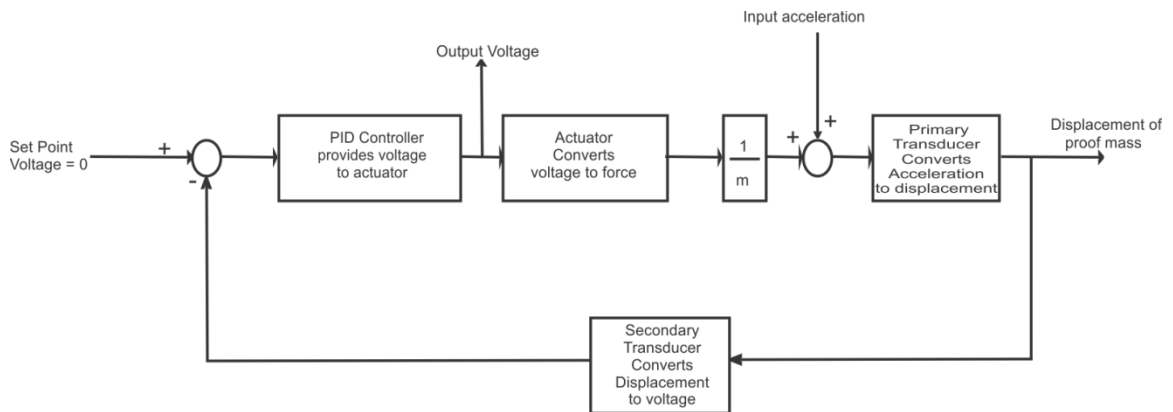 Input acceleration
Output Voltage
Set Point
Voltage = 0
+
-
PID Controller
provides voltage
to actuator
Actuator
Converts
voltage to force
1
m
+
+
Primary
Transducer
Converts
Acceleration
to displacement
Displacement of
proof mass
Secondary
Transducer
Converts
Displacement
to voltage